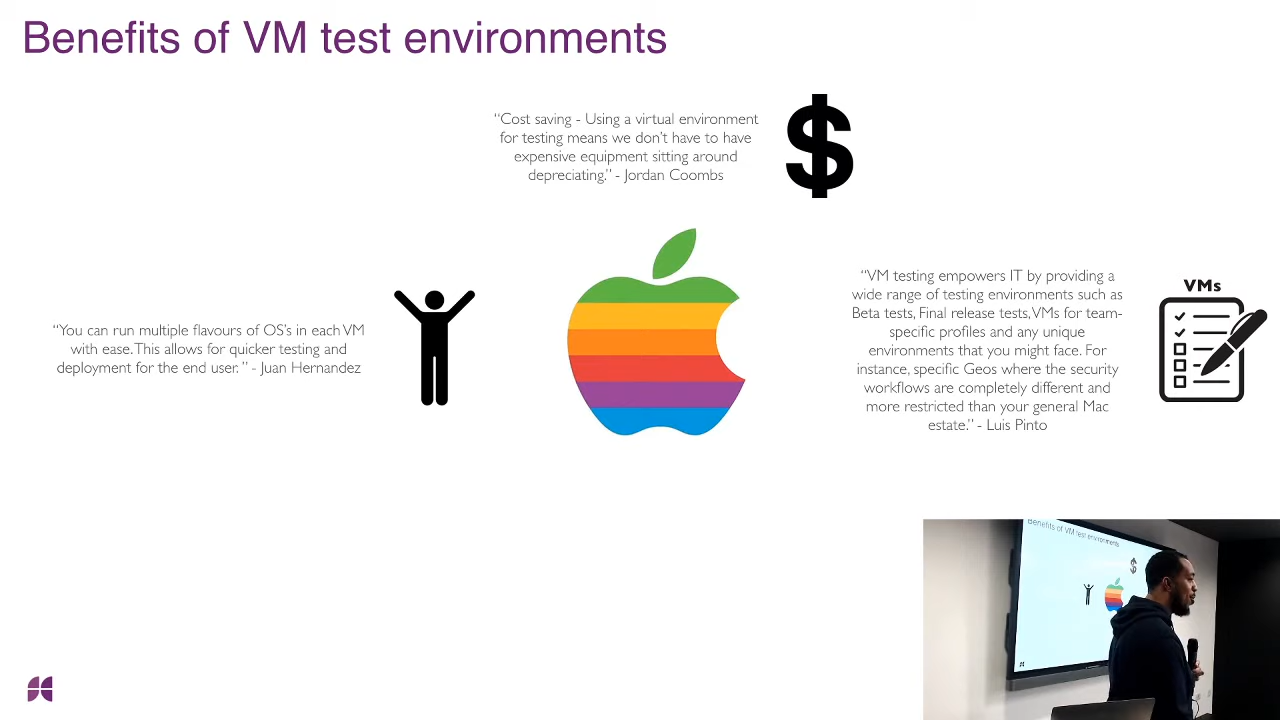 Benefits of VM test environments
“Cost saving - Using a virtual environment
for testing means we don’t have to have
expensive equipment sitting around
depreciating.” - Jordan Coombs
“You can run multiple flavours of OS’s in each VM
with ease. This allows for quicker testing and
deployment for the end user. ” - Juan Hernandez
“VM testing empowers IT by providing a
wide range of testing environments such as
Beta tests, Final release tests, VMs for team-
specific profiles and any unique
environments that you might face. For
instance, specific Geos where the security
workflows are completely different and
more restricted than your general Mac
estate.” - Luis Pinto
VMs
Benefits of VM test environments